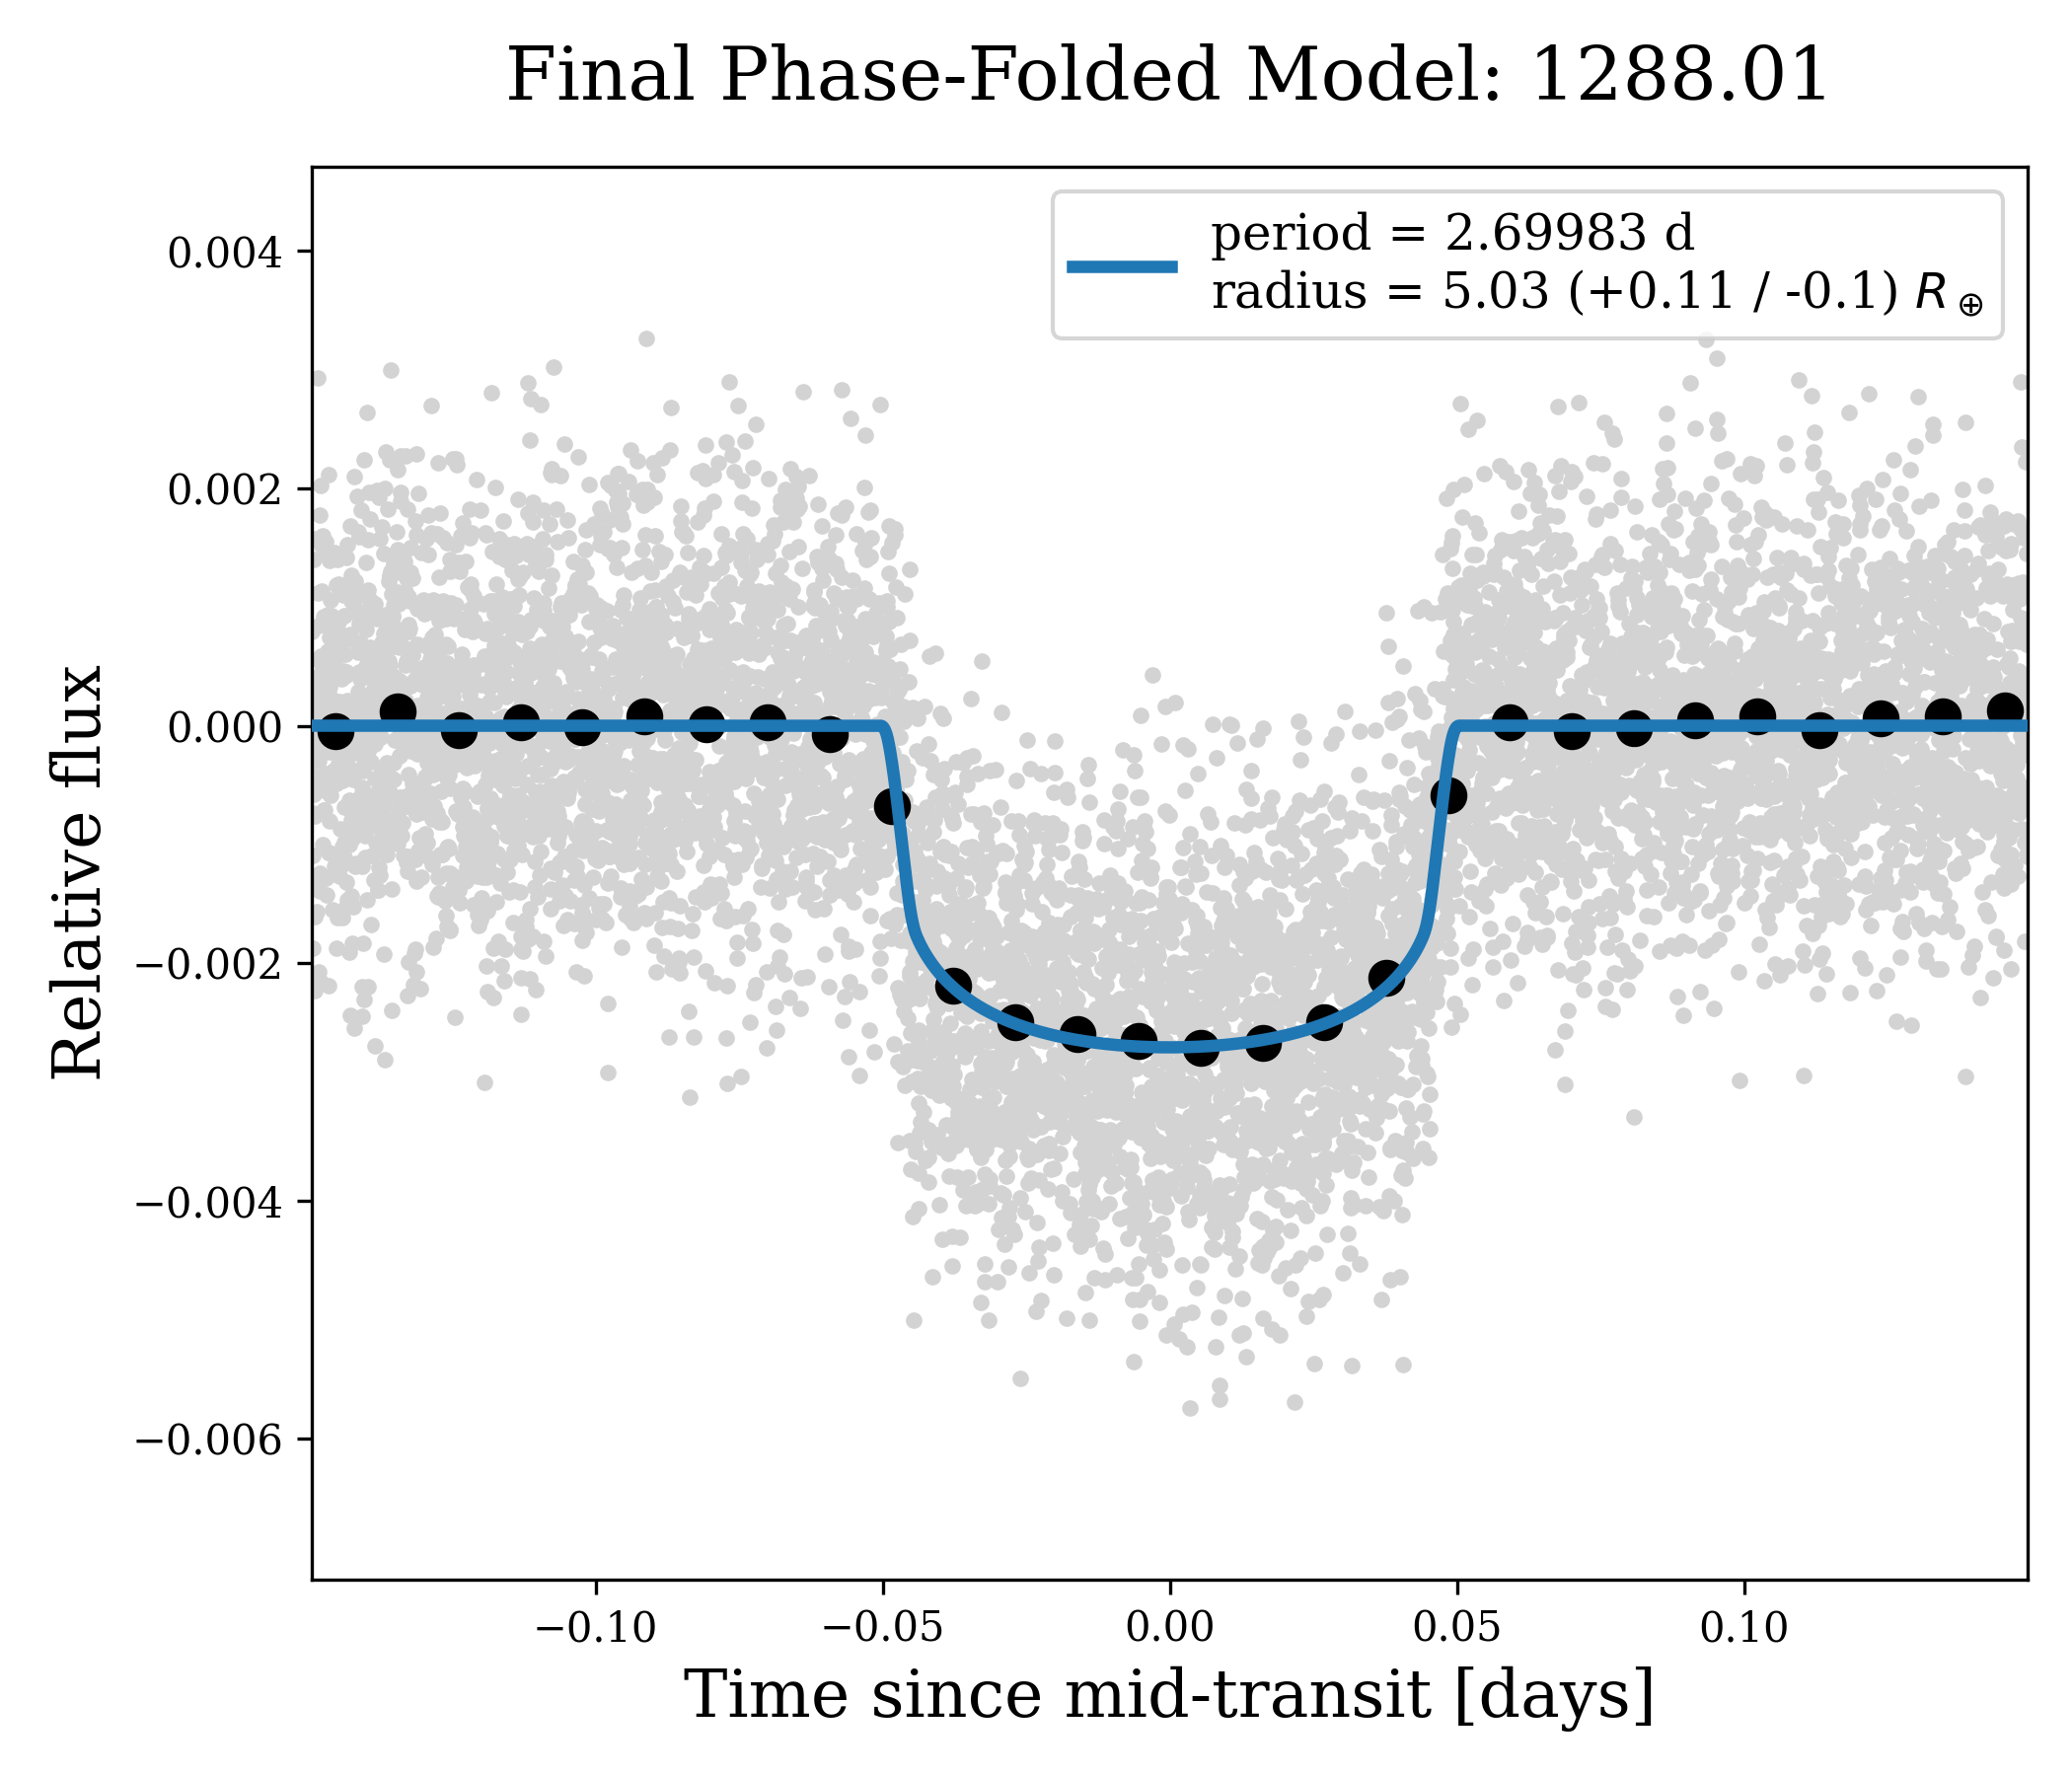 Final Phase-Folded Model: 1288.01
period = 2.69983 d
radius = 5.03 (+0.11 / -0.1) R⊕
0.004
0.002
0.000
−0.002
−0.004
−0.006
Relative flux
−0.10 −0.05 0.00 0.05 0.10
Time since mid-transit [days]